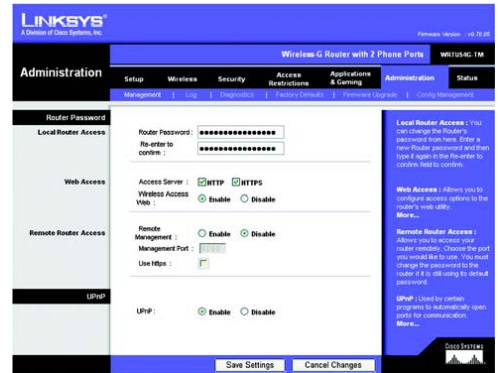 LINKSYS®
A Division of Cisco Systems, Inc.
Firmware Version : v0.70.05
Wireless-G Router with 2 Phone Ports WRTU54G-TM
Administration
Setup Wireless Security Access Restrictions Applications & Gaming Administration Status
Management | Log | Diagnostics | Factory Defaults | Firmware Upgrade | Config Management
Router Password
Local Router Access
Router Password :
Re-enter to confirm :
Web Access
Access Server : HTTP HTTPS
Wireless Access Web : Enable Disable
Remote Router Access
Remote Management : Enable Disable
Management Port :
Use https :
UPnP
UPnP : Enable Disable
Save Settings Cancel Changes
Local Router Access : You
can change the Router's
password from here. Enter a
new Router password and then
type it again in the Re-enter to
confirm field to confirm.
Web Access : Allows you to
configure access options to the
router's web utility.
More...
Remote Router Access :
Allows you to access your
router remotely. Choose the port
you would like to use. You must
change the password to the
router if it is still using its default
password.
UPnP : Used by certain
programs to automatically open
ports for communication.
More...
CISCO SYSTEMS